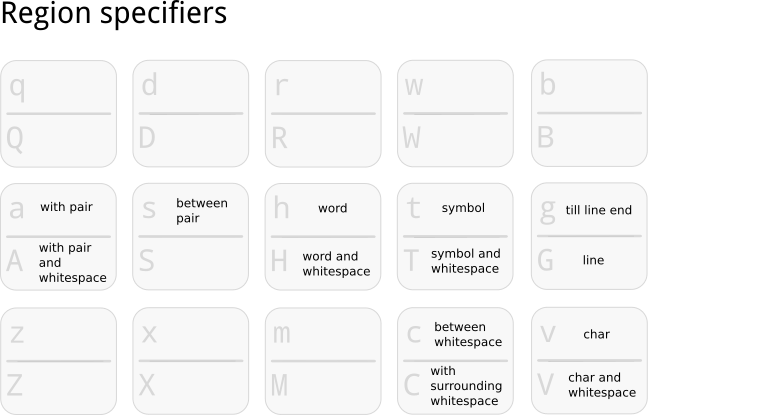 Region specifiers
q
Q
d
D
r
R
w
W
b
B
a with pair
A with pair
and
whitespace
s between
pair
S
h word
H word and
whitespace
t symbol
T symbol and
whitespace
g till line end
G line
z
Z
x
X
m
M
c between
whitespace
C with
surrounding
whitespace
v char
V char and
whitespace